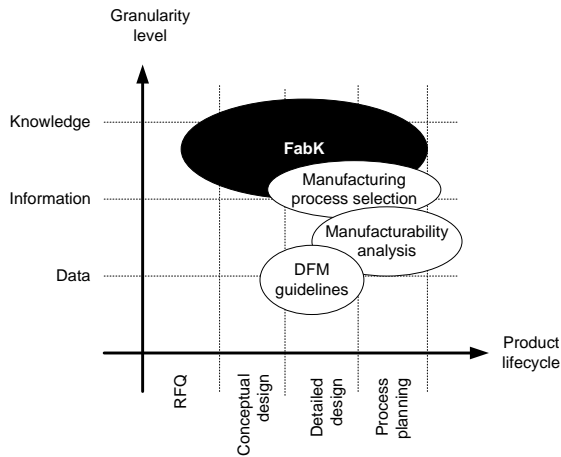 Granularity
level
Knowledge
FabK
Manufacturing
process selection
Information
Manufacturability
analysis
Data
DFM
guidelines
Product
lifecycle
RFQ
Conceptual
design
Detailed
design
Process
planning